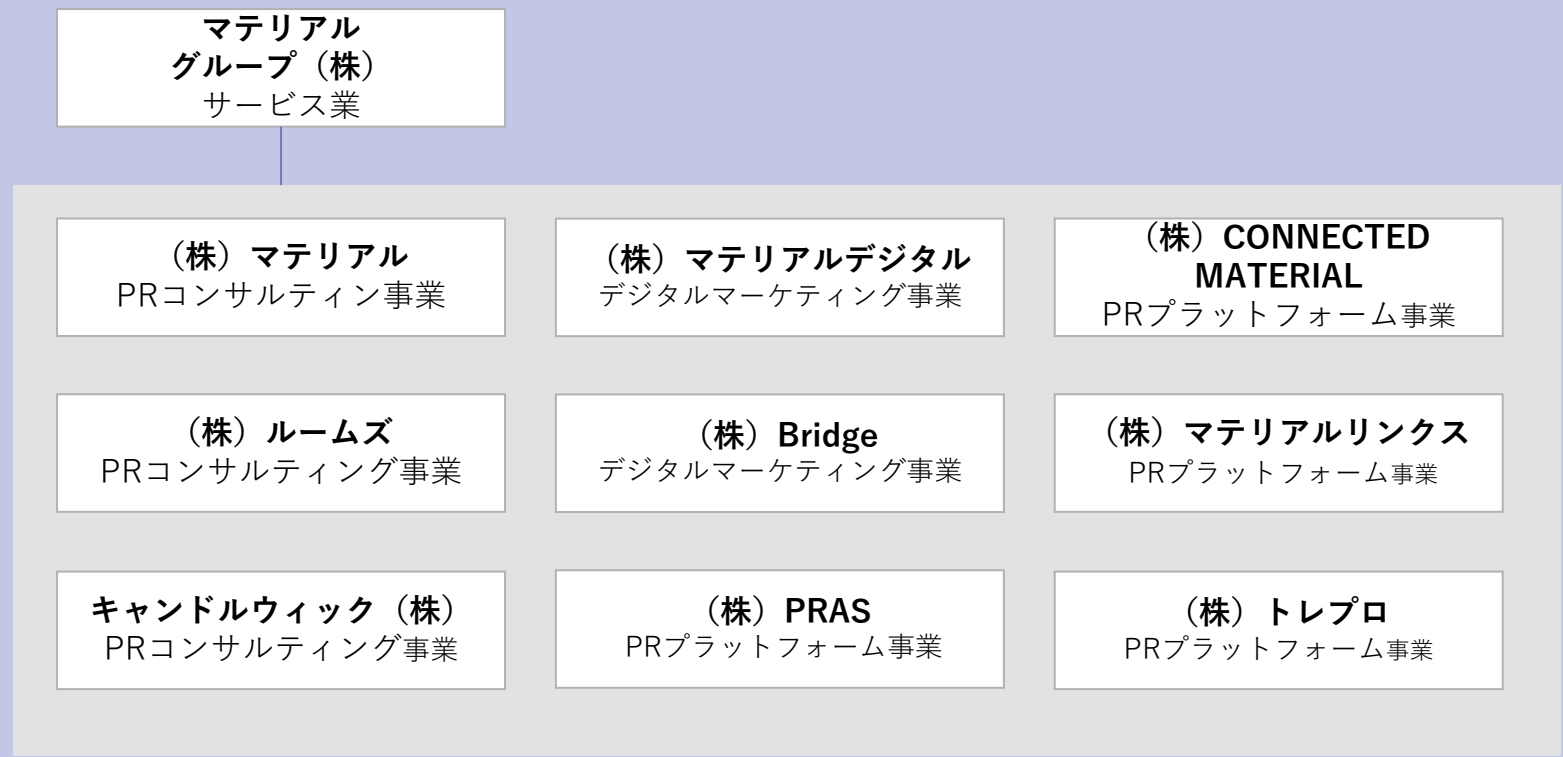 マテリアル
グループ（株）
サービス業
（株）マテリアル
PRコンサルティン事業
（株）マテリアルデジタル
デジタルマーケティング事業
（株）CONNECTED
MATERIAL
PRプラットフォーム事業
（株）ルームズ
PRコンサルティング事業
（株）Bridge
デジタルマーケティング事業
（株）マテリアルリンクス
PRプラットフォーム事業
キャンドルウィック（株）
PRコンサルティング事業
（株）PRAS
PRプラットフォーム事業
（株）トレプロ
PRプラットフォーム事業